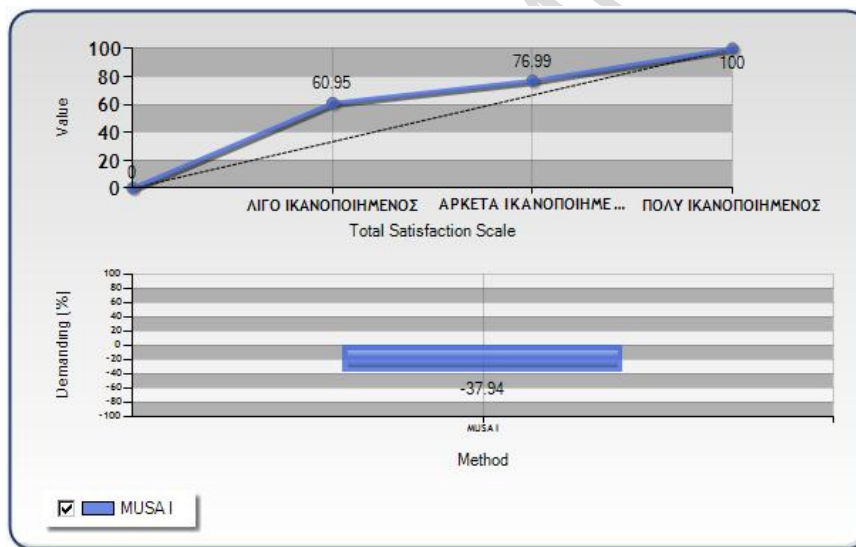 100
80
60
40
20
0
Value
0
60.95
76.99
100
ΛΙΓΟ ΙΚΑΝΟΠΟΙΗΜΕΝΟΣ
ΑΡΚΕΤΑ ΙΚΑΝΟΠΟΙΗΜΕ...
ΠΟΛΥ ΙΚΑΝΟΠΟΙΗΜΕΝΟΣ
Total Satisfaction Scale
100
80
60
40
20
0
-20
-40
-60
-80
-100
Demanding [%]
-37.94
MUSA I
Method
MUSA I